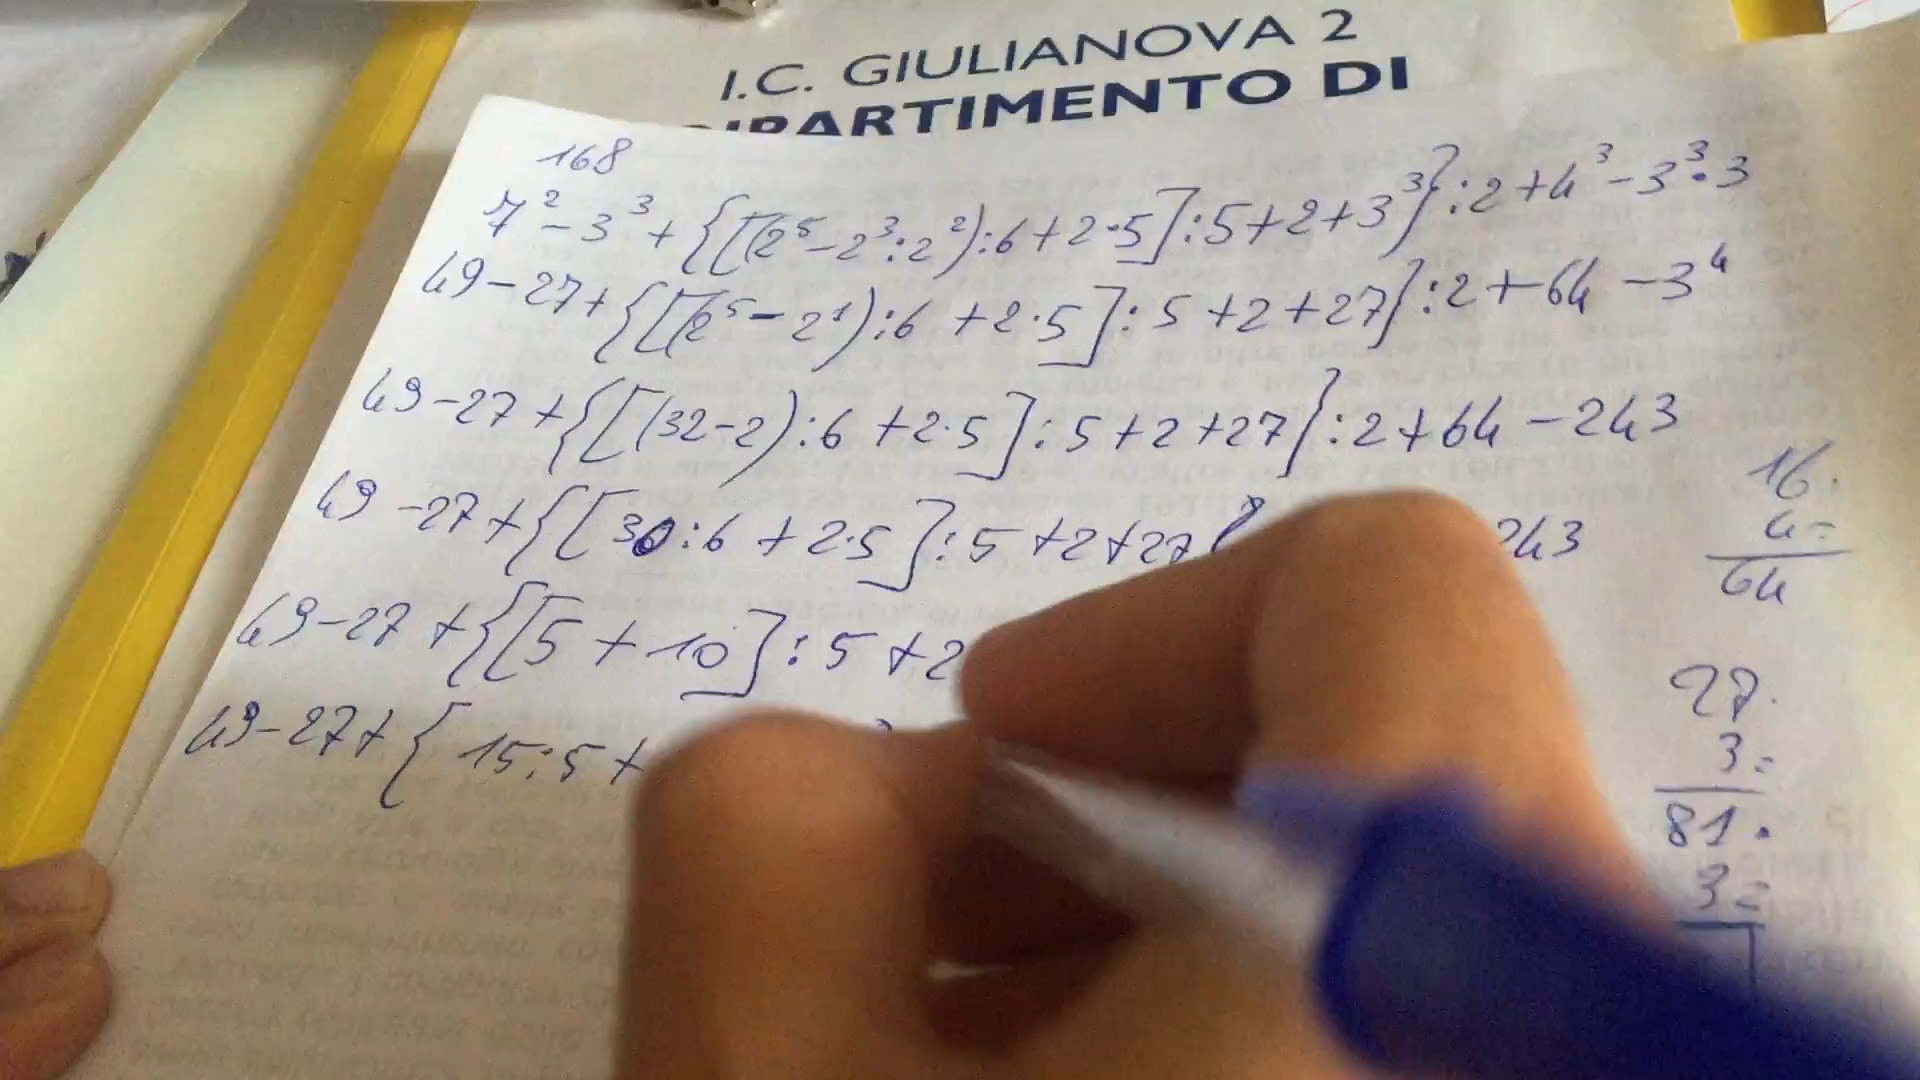 I.C. GIULIANOVA 2
DIPARTIMENTO DI
168
7² - 3³ + {[(2⁵ - 2³ : 2²) : 6 + 2 · 5] : 5 + 2 + 3³} : 2 + 4³ - 3³ · 3
49 - 27 + {[(2⁵ - 2¹) : 6 + 2 · 5] : 5 + 2 + 27} : 2 + 64 - 3⁴
49 - 27 + {[(32 - 2) : 6 + 2 · 5] : 5 + 2 + 27} : 2 + 64 - 243
49 - 27 + {[30 : 6 + 2 · 5] : 5 + 2 + 27} 243
49 - 27 + {[5 + 10] : 5 + 2
49 - 27 + { 15 : 5 +
16 ·
4 =
64
27 ·
3 =
81 ·
3 =